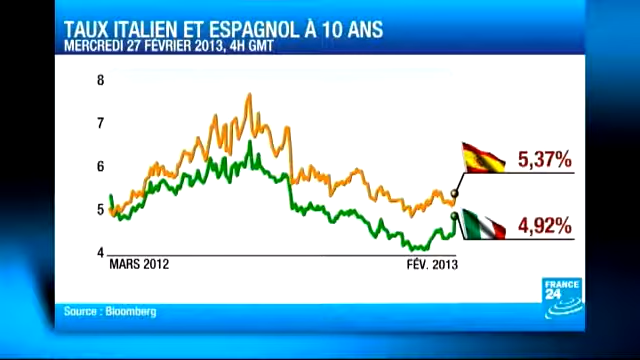 TAUX ITALIEN ET ESPAGNOL À 10 ANS
MERCREDI 27 FÉVRIER 2013, 4H GMT
8
7
6
5
4
5,37%
4,92%
MARS 2012
FÉV. 2013
FRANCE
24
Source : Bloomberg